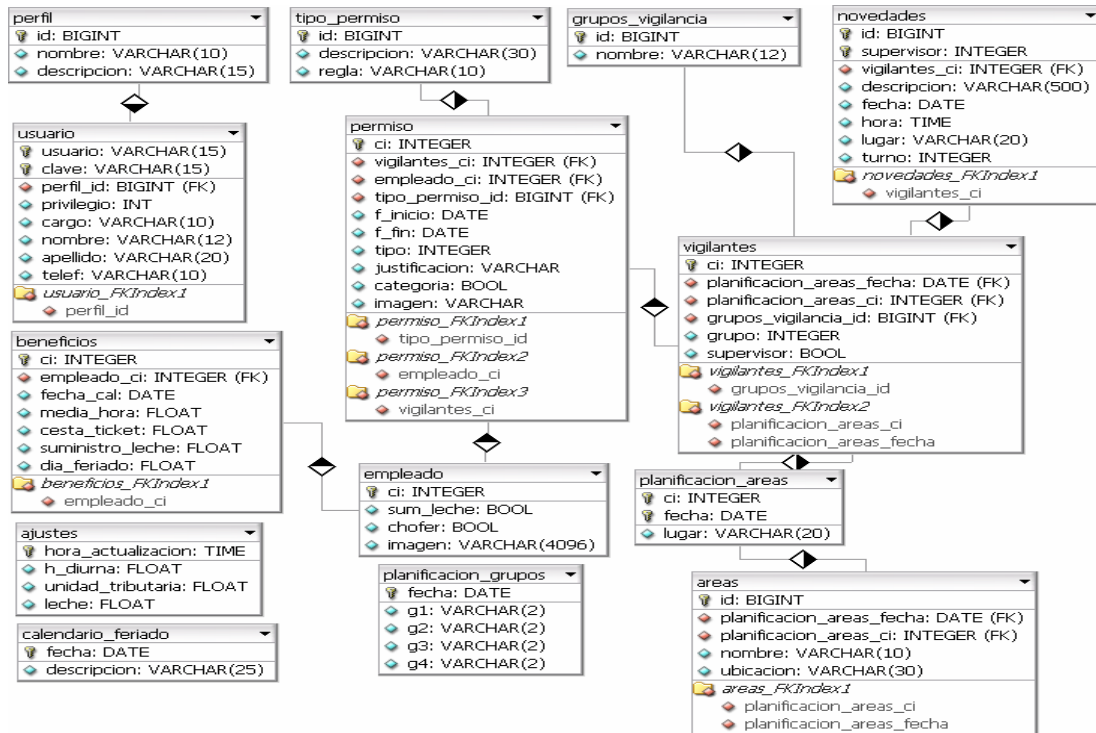 perfil
id: BIGINT
nombre: VARCHAR(10)
descripcion: VARCHAR(15)
tipo_permiso
id: BIGINT
descripcion: VARCHAR(30)
regla: VARCHAR(10)
grupos_vigilancia
id: BIGINT
nombre: VARCHAR(12)
novedades
id: BIGINT
supervisor: INTEGER
vigilantes_ci: INTEGER (FK)
descripcion: VARCHAR(500)
fecha: DATE
hora: TIME
lugar: VARCHAR(20)
turno: INTEGER
novedades_FKIndex1
vigilantes_ci
usuario
usuario: VARCHAR(15)
clave: VARCHAR(15)
perfil_id: BIGINT (FK)
privilegio: INT
cargo: VARCHAR(10)
nombre: VARCHAR(12)
apellido: VARCHAR(20)
telef: VARCHAR(10)
usuario_FKIndex1
perfil_id
permiso
ci: INTEGER
vigilantes_ci: INTEGER (FK)
empleado_ci: INTEGER (FK)
tipo_permiso_id: BIGINT (FK)
f_inicio: DATE
f_fin: DATE
tipo: INTEGER
justificacion: VARCHAR
categoria: BOOL
imagen: VARCHAR
permiso_FKIndex1
tipo_permiso_id
permiso_FKIndex2
empleado_ci
permiso_FKIndex3
vigilantes_ci
vigilantes
ci: INTEGER
planificacion_areas_fecha: DATE (FK)
planificacion_areas_ci: INTEGER (FK)
grupos_vigilancia_id: BIGINT (FK)
grupo: INTEGER
supervisor: BOOL
vigilantes_FKIndex1
grupos_vigilancia_id
vigilantes_FKIndex2
planificacion_areas_ci
planificacion_areas_fecha
beneficios
ci: INTEGER
empleado_ci: INTEGER (FK)
fecha_cal: DATE
media_hora: FLOAT
cesta_ticket: FLOAT
suministro_leche: FLOAT
dia_feriado: FLOAT
beneficios_FKIndex1
empleado_ci
empleado
ci: INTEGER
sum_leche: BOOL
chofer: BOOL
imagen: VARCHAR(4096)
planificacion_areas
ci: INTEGER
fecha: DATE
lugar: VARCHAR(20)
ajustes
hora_actualizacion: TIME
h_diurna: FLOAT
unidad_tributaria: FLOAT
leche: FLOAT
planificacion_grupos
fecha: DATE
g1: VARCHAR(2)
g2: VARCHAR(2)
g3: VARCHAR(2)
g4: VARCHAR(2)
areas
id: BIGINT
planificacion_areas_fecha: DATE (FK)
planificacion_areas_ci: INTEGER (FK)
nombre: VARCHAR(10)
ubicacion: VARCHAR(30)
areas_FKIndex1
planificacion_areas_ci
planificacion_areas_fecha
calendario_feriado
fecha: DATE
descripcion: VARCHAR(25)